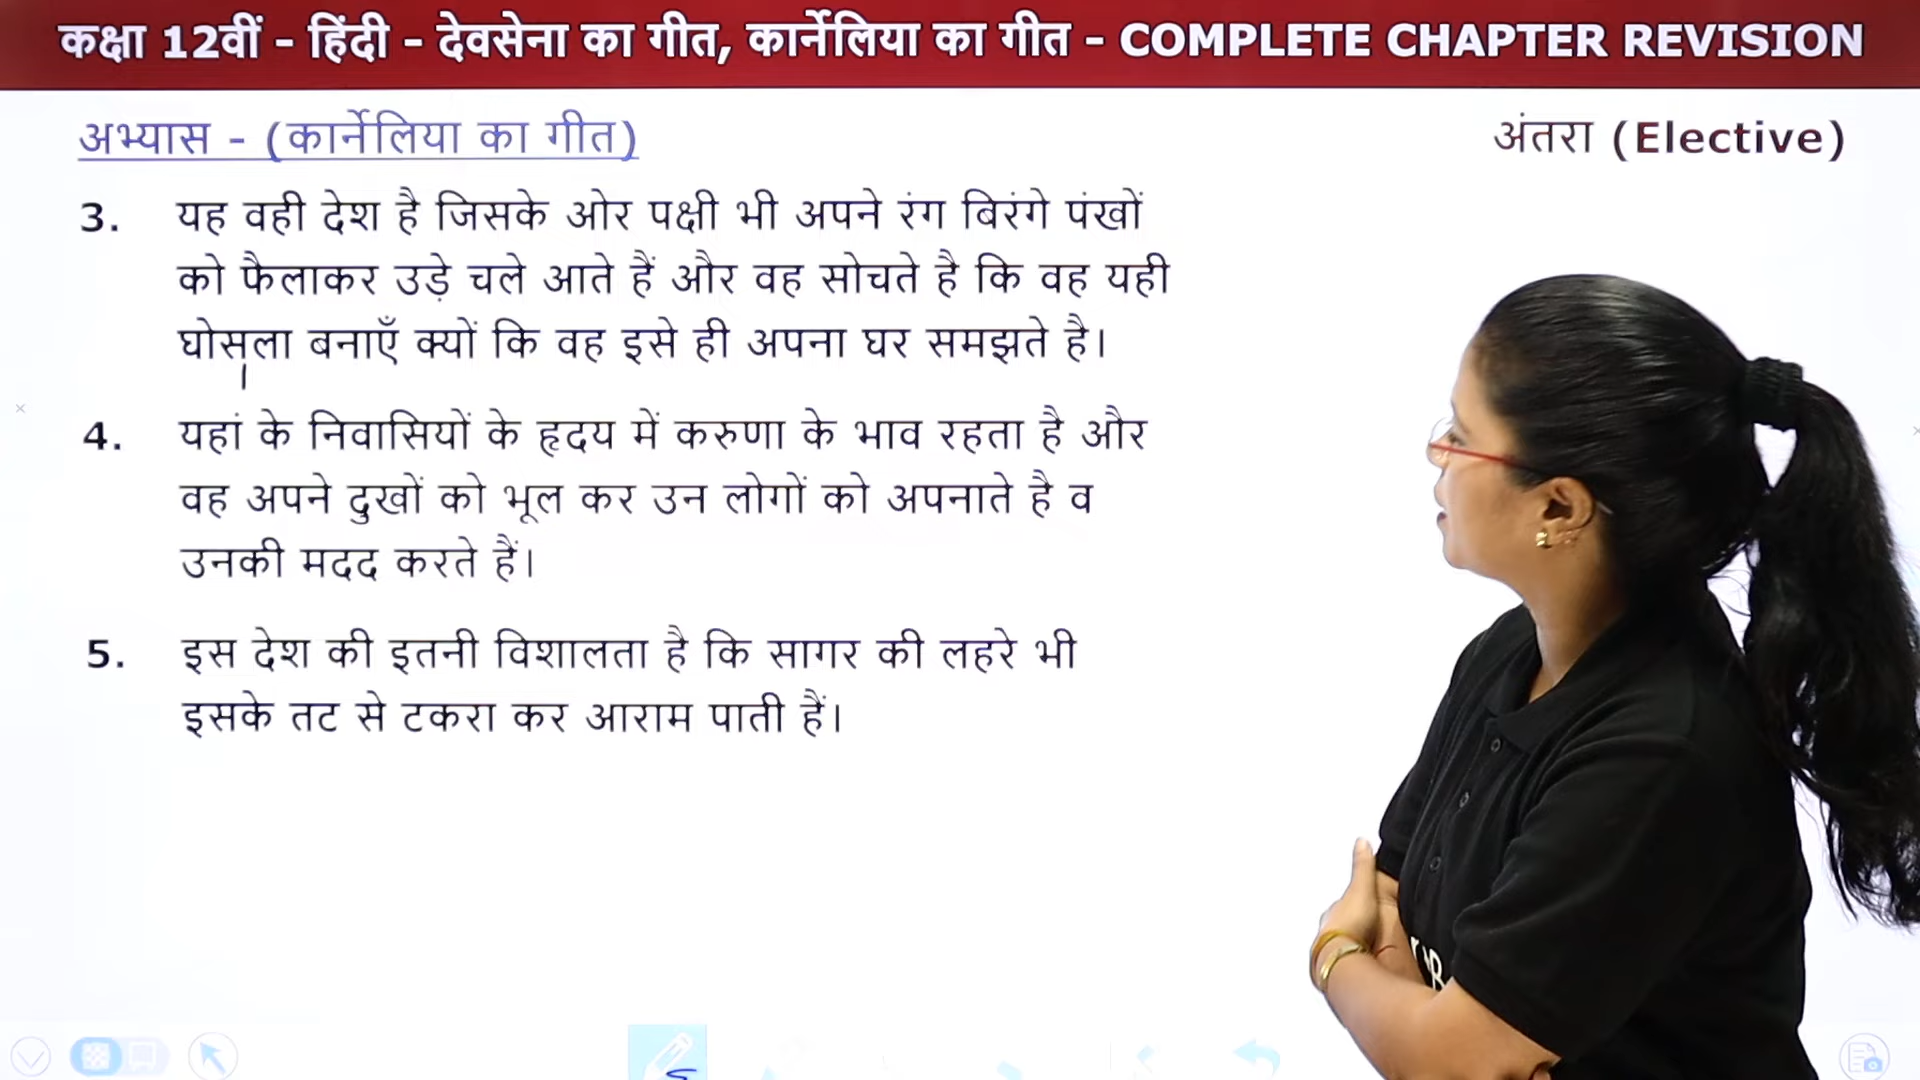 कक्षा 12वीं - हिंदी - देवसेना का गीत, कार्नेलिया का गीत - COMPLETE CHAPTER REVISION
अभ्यास - (कार्नेलिया का गीत)
अंतरा (Elective)
3. यह वही देश है जिसके ओर पक्षी भी अपने रंग बिरंगे पंखों
को फैलाकर उड़े चले आते हैं और वह सोचते है कि वह यही
घोसला बनाएँ क्यों कि वह इसे ही अपना घर समझते है।
4. यहां के निवासियों के हृदय में करुणा के भाव रहता है और
वह अपने दुखों को भूल कर उन लोगों को अपनाते है व
उनकी मदद करते हैं।
5. इस देश की इतनी विशालता है कि सागर की लहरे भी
इसके तट से टकरा कर आराम पाती हैं।